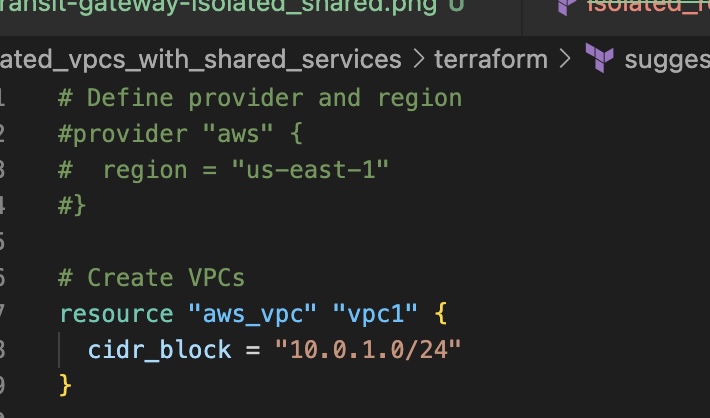 ransit-gateway-isolated_shared.png U
ated_vpcs_with_shared_services > terraform > sugges
1 # Define provider and region
2 #provider "aws" {
3 #  region = "us-east-1"
4 #}
5
6 # Create VPCs
7 resource "aws_vpc" "vpc1" {
8   cidr_block = "10.0.1.0/24"
9 }